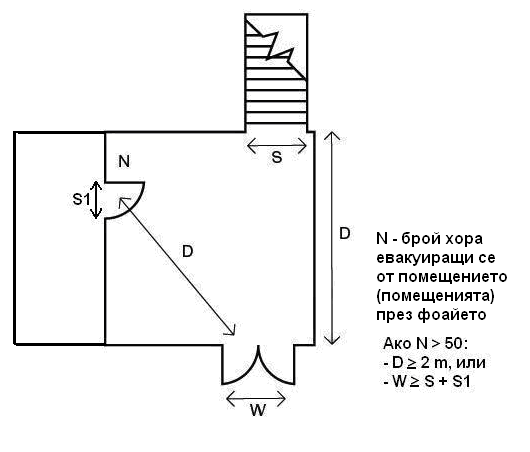 N
S
S1
D
D
N - брой хора
евакуиращи се
от помещението
(помещенията)
през фоайето
Ако N > 50:
- D ≥ 2 m, или
- W ≥ S + S1
W